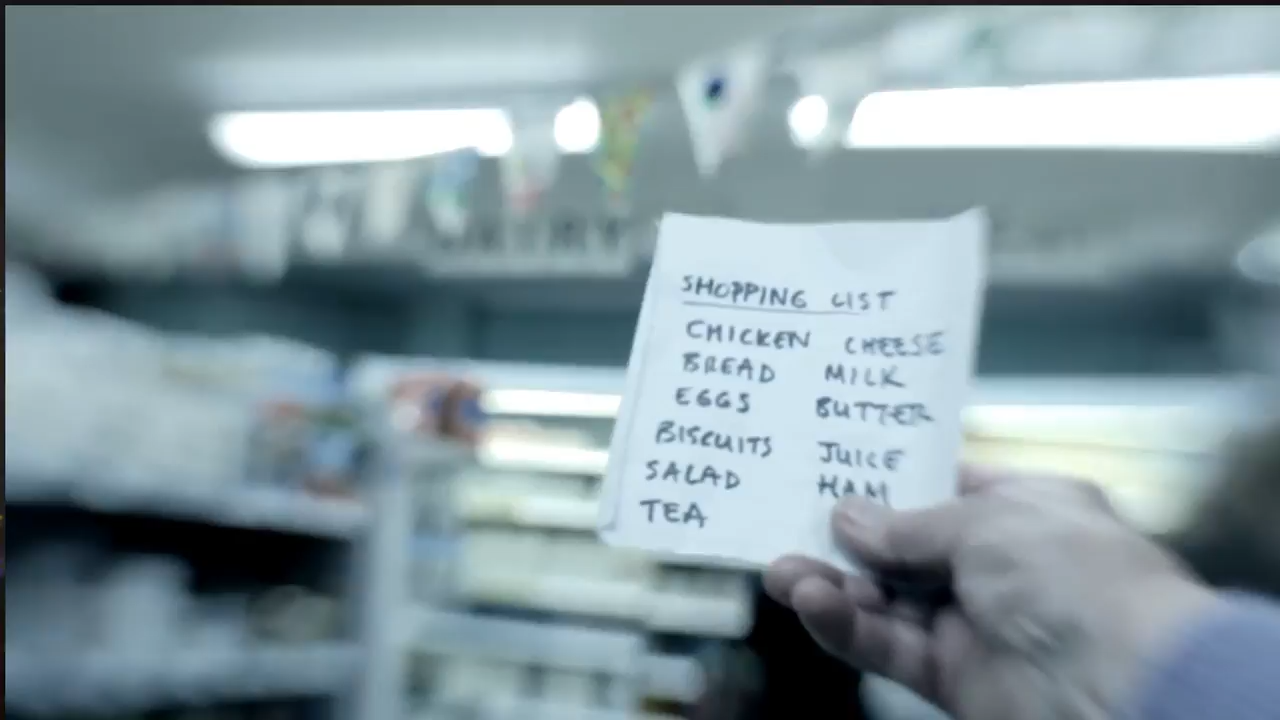 SHOPPING LIST
CHICKEN CHEESE
BREAD MILK
EGGS BUTTER
BISCUITS JUICE
SALAD HAM
TEA